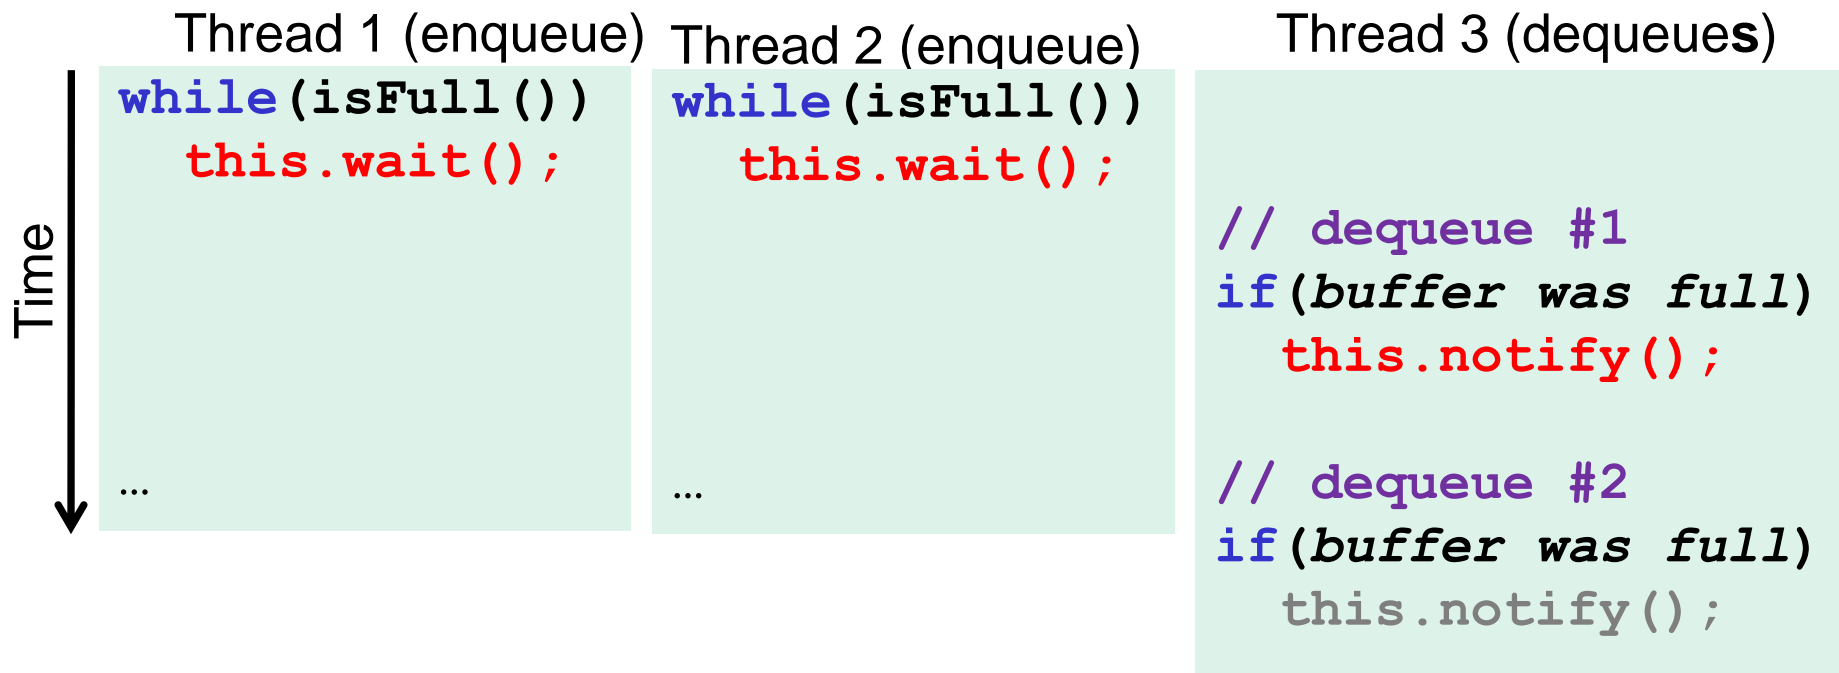 Thread 1 (enqueue)
while(isFull())
this.wait();
…
Thread 2 (enqueue)
while(isFull())
this.wait();
…
Thread 3 (dequeues)
// dequeue #1
if(buffer was full)
this.notify();
// dequeue #2
if(buffer was full)
this.notify();
Time